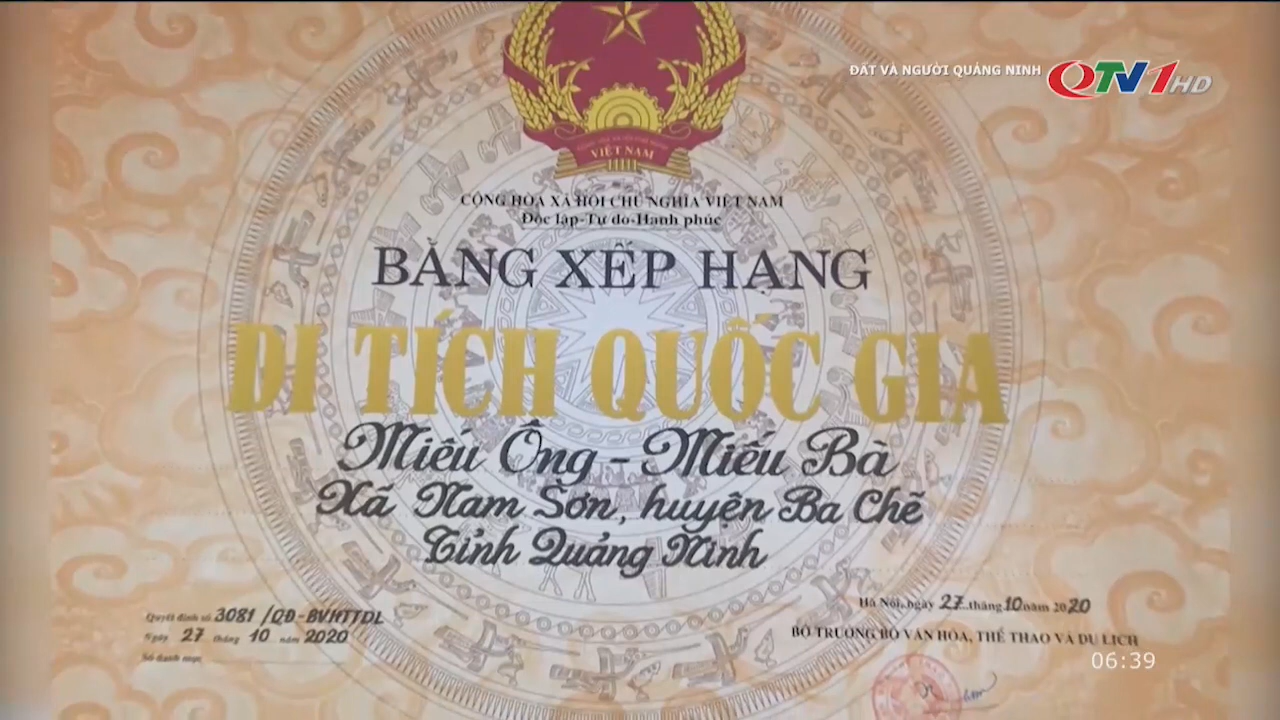 ĐẤT VÀ NGƯỜI QUẢNG NINH QTV1HD
VIỆT NAM
CỘNG HÒA XÃ HỘI CHỦ NGHĨA VIỆT NAM
Độc lập-Tự do-Hạnh phúc
BẰNG XẾP HẠNG
DI TÍCH QUỐC GIA
Miếu Ông - Miếu Bà
Xã Nam Sơn, huyện Ba Chẽ
Tỉnh Quảng Ninh
Quyết định số 3081/QĐ-BVHTTDL
Ngày 27 tháng 10 năm 2020
Số danh mục
Hà Nội, ngày 27 tháng 10 năm 2020
BỘ TRƯỞNG BỘ VĂN HÓA, THỂ THAO VÀ DU LỊCH
06:39